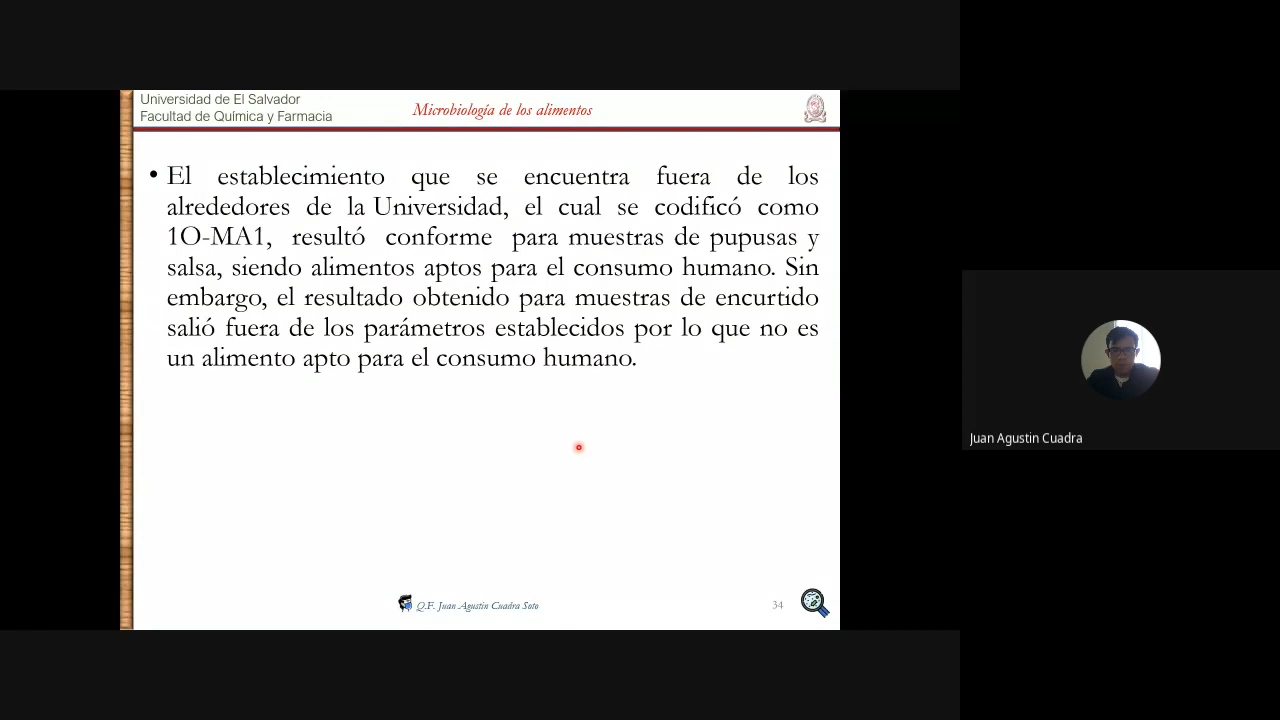 Universidad de El Salvador
Facultad de Química y Farmacia
Microbiología de los alimentos
• El establecimiento que se encuentra fuera de los
alrededores de la Universidad, el cual se codificó como
1O-MA1, resultó conforme para muestras de pupusas y
salsa, siendo alimentos aptos para el consumo humano. Sin
embargo, el resultado obtenido para muestras de encurtido
salió fuera de los parámetros establecidos por lo que no es
un alimento apto para el consumo humano.
Juan Agustin Cuadra
Q.F. Juan Agustín Cuadra Soto
34